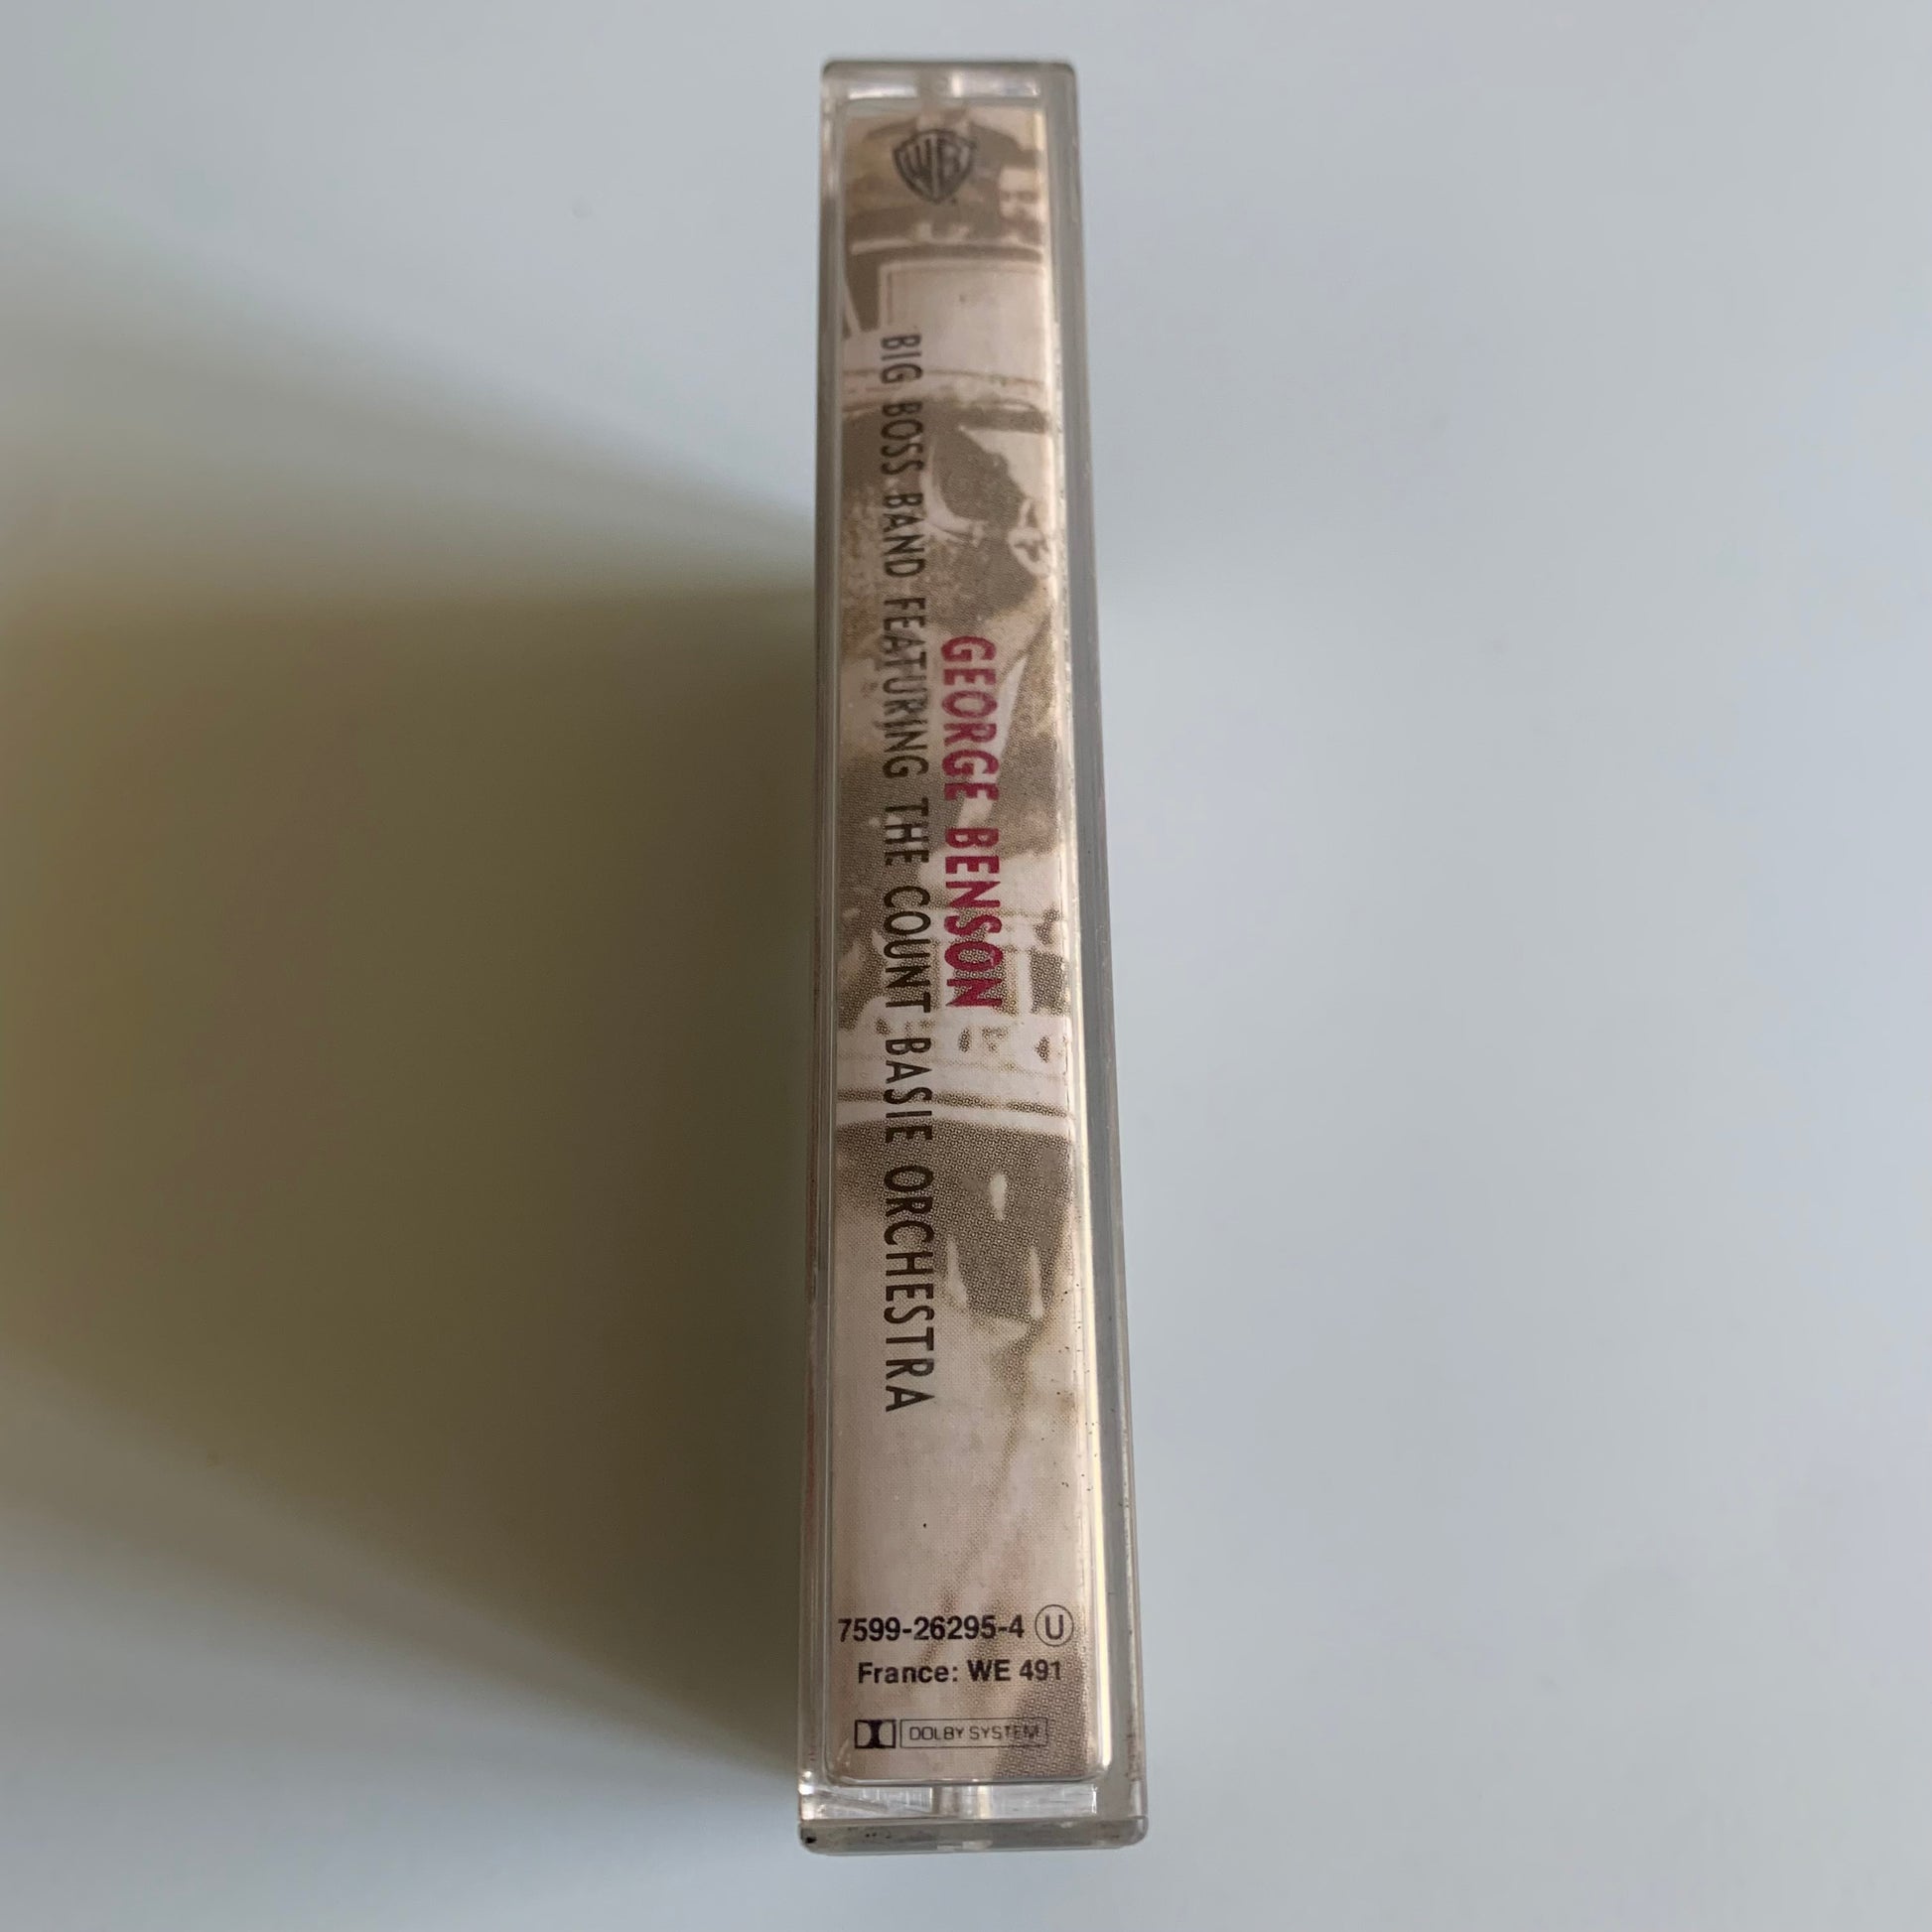 WB
GEORGE BENSON
BIG BOSS BAND FEATURING THE COUNT BASIE ORCHESTRA
7599-26295-4 Ⓤ
France: WE 491
DOLBY SYSTEM